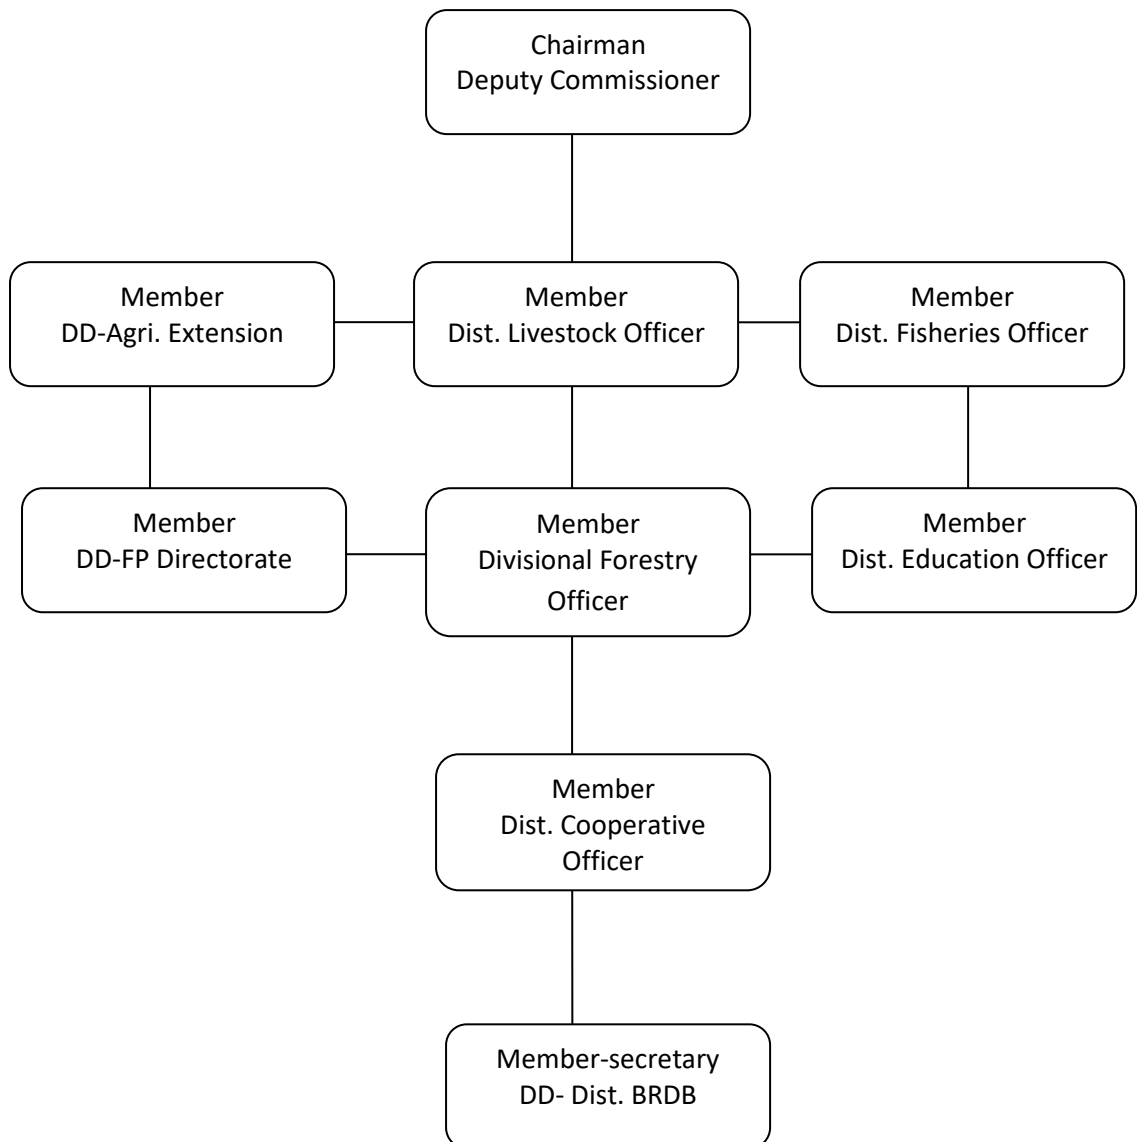 Chairman
Deputy Commissioner
Member
DD-Agri. Extension
Member
Dist. Livestock Officer
Member
Dist. Fisheries Officer
Member
DD-FP Directorate
Member
Divisional Forestry
Officer
Member
Dist. Education Officer
Member
Dist. Cooperative
Officer
Member-secretary
DD- Dist. BRDB